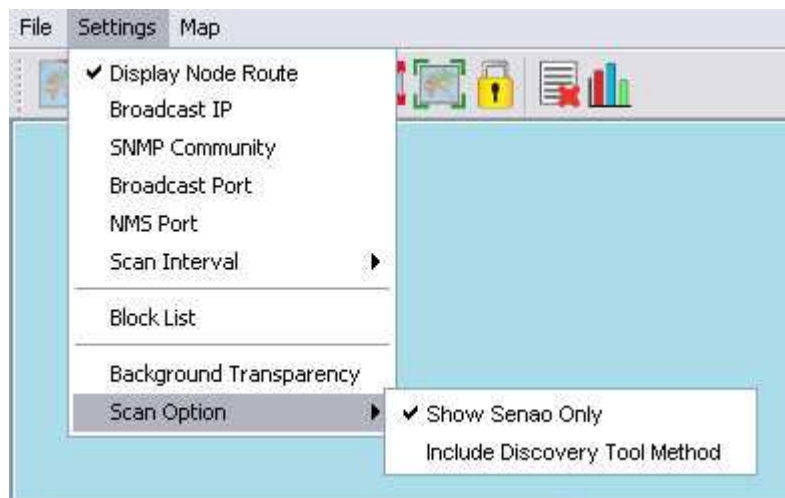 File Settings Map
Display Node Route
Broadcast IP
SNMP Community
Broadcast Port
NMS Port
Scan Interval
Block List
Background Transparency
Scan Option
Show Senao Only
Include Discovery Tool Method